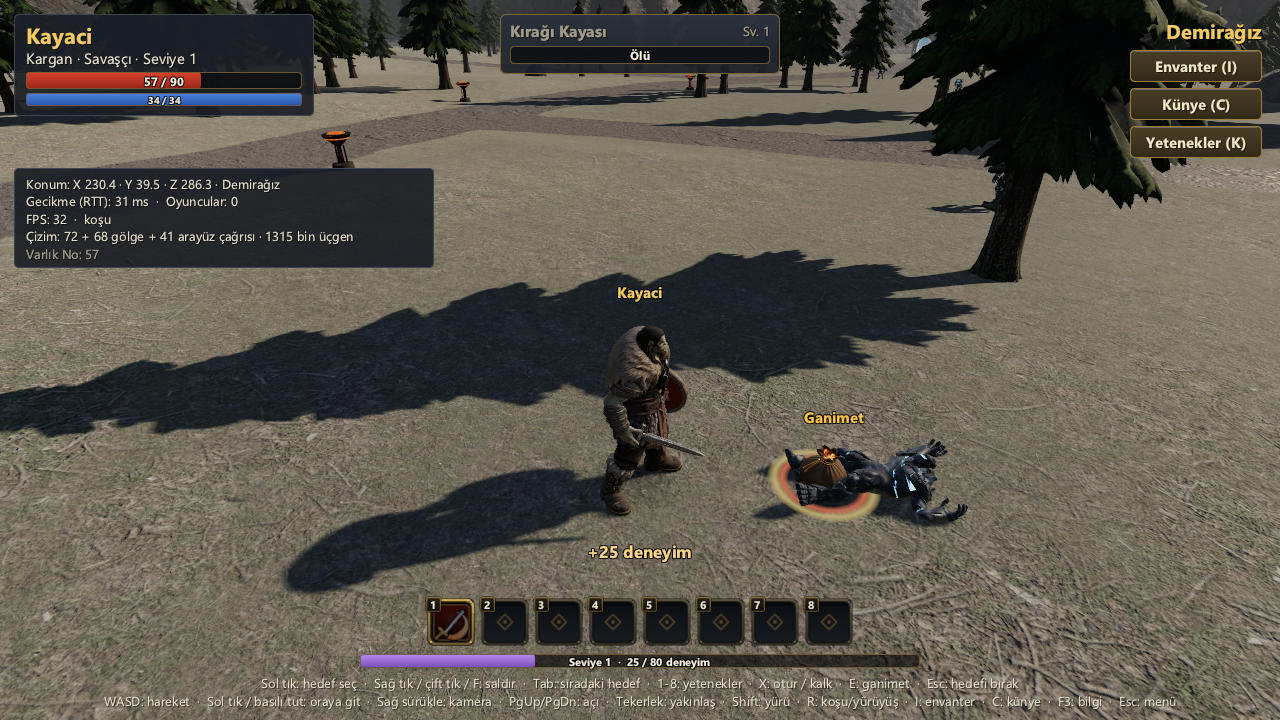 Kayaci
Kargan · Savaşçı · Seviye 1
57 / 90
34 / 34
Kırağı Kayası Sv. 1
Ölü
Demirağız
Envanter (I)
Künye (C)
Yetenekler (K)
Konum: X 230.4 · Y 39.5 · Z 286.3 · Demirağız
Gecikme (RTT): 31 ms · Oyuncular: 0
FPS: 32 · koşu
Çizim: 72 + 68 gölge + 41 arayüz çağrısı · 1315 bin üçgen
Varlık No: 57
Kayaci
Ganimet
+25 deneyim
1 2 3 4 5 6 7 8
Seviye 1 · 25 / 80 deneyim
Sol tık: hedef seç · Sağ tık / çift tık / F: saldır · Tab: sıradaki hedef · 1-8: yetenekler · X: otur / kalk · E: ganimet · Esc: hedefi bırak
WASD: hareket · Sol tık / basılı tut: oraya git · Sağ sürükle: kamera · PgUp/PgDn: açı · Tekerlek: yakınlaş · Shift: yürü · R: koşu/yürüyüş · I: envanter · C: künye · F3: bilgi · Esc: menü